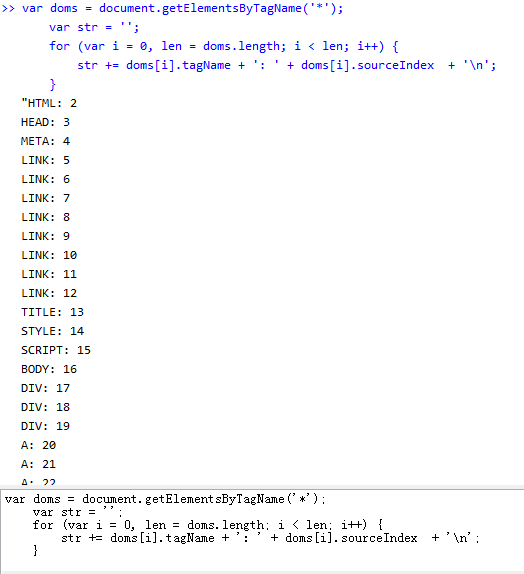 >> var doms = document.getElementsByTagName('*');
var str = '';
for (var i = 0, len = doms.length; i < len; i++) {
str += doms[i].tagName + ': ' + doms[i].sourceIndex  + '\n';
}
"HTML: 2
HEAD: 3
META: 4
LINK: 5
LINK: 6
LINK: 7
LINK: 8
LINK: 9
LINK: 10
LINK: 11
LINK: 12
TITLE: 13
STYLE: 14
SCRIPT: 15
BODY: 16
DIV: 17
DIV: 18
DIV: 19
A: 20
A: 21
A: 22
var doms = document.getElementsByTagName('*');
var str = '';
for (var i = 0, len = doms.length; i < len; i++) {
str += doms[i].tagName + ': ' + doms[i].sourceIndex  + '\n';
}